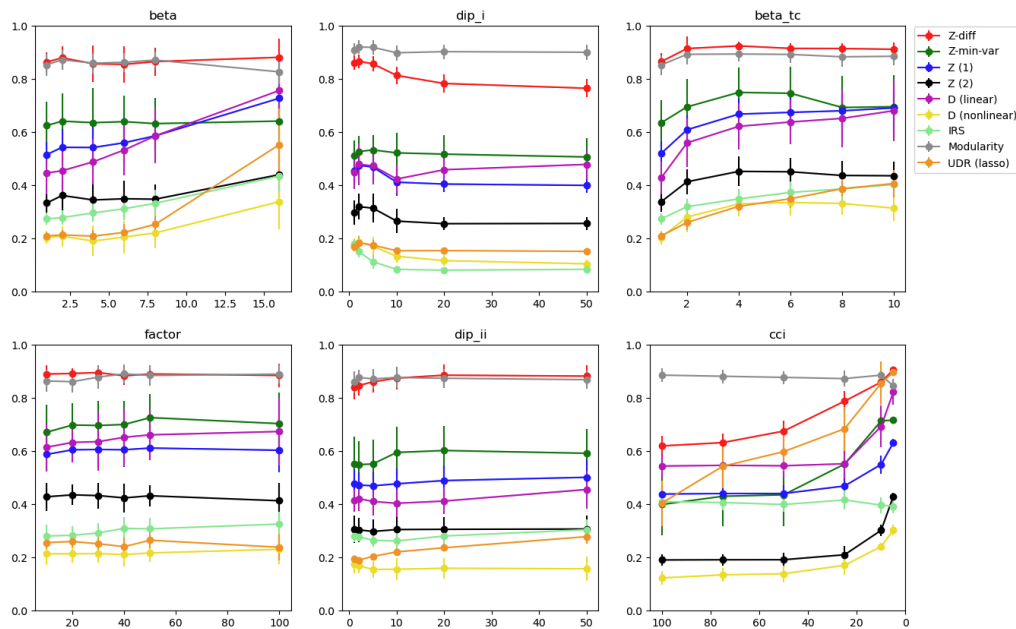 beta
dip_i
beta_tc
1.0
0.8
0.6
0.4
0.2
0.0
2.5 5.0 7.5 10.0 12.5 15.0
1.0
0.8
0.6
0.4
0.2
0.0
0 10 20 30 40 50
1.0
0.8
0.6
0.4
0.2
0.0
2 4 6 8 10
Z-diff
Z-min-var
Z (1)
Z (2)
D (linear)
D (nonlinear)
IRS
Modularity
UDR (lasso)
factor
dip_ii
cci
1.0
0.8
0.6
0.4
0.2
0.0
20 40 60 80 100
1.0
0.8
0.6
0.4
0.2
0.0
0 10 20 30 40 50
1.0
0.8
0.6
0.4
0.2
0.0
100 80 60 40 20 0